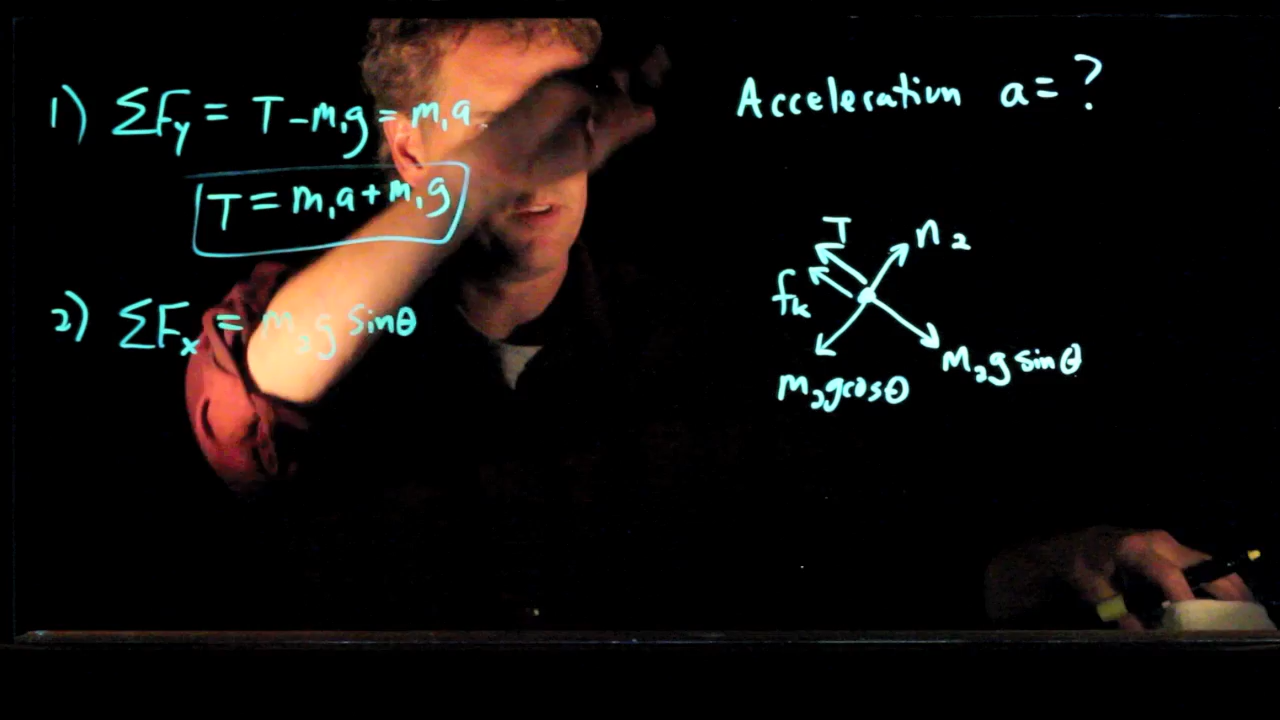 1) ΣFy = T - m₁g = m₁a
T = m₁a + m₁g
2) ΣFx = m₂g sinθ
Acceleration a = ?
T
n₂
fk
m₂g cosθ
m₂g sinθ